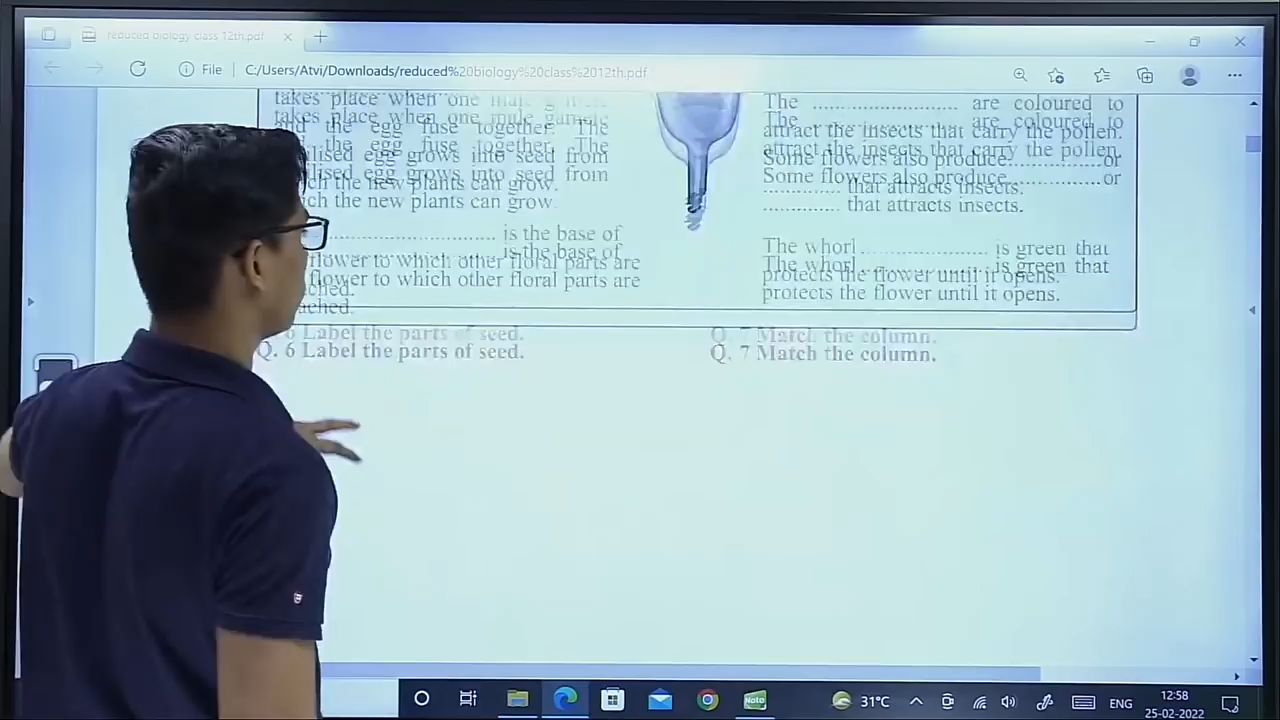 reduced biology class 12th.pdf
File
C:/Users/Atvi/Downloads/reduced%20biology%20class%2012th.pdf
takes place when one male gamete
the egg fuse together. The
ilised egg grows into seed from
ch the new plants can grow.
............................... is the base of
flower to which other floral parts are
ached.
The ........................ are coloured to
attract the insects that carry the pollen.
Some flowers also produce...............or
............. that attracts insects.
The whorl ..................... is green that
protects the flower until it opens.
Q. 6 Label the parts of seed.
Q. 7 Match the column.
Note
31°C
ENG
12:58
25-02-2022